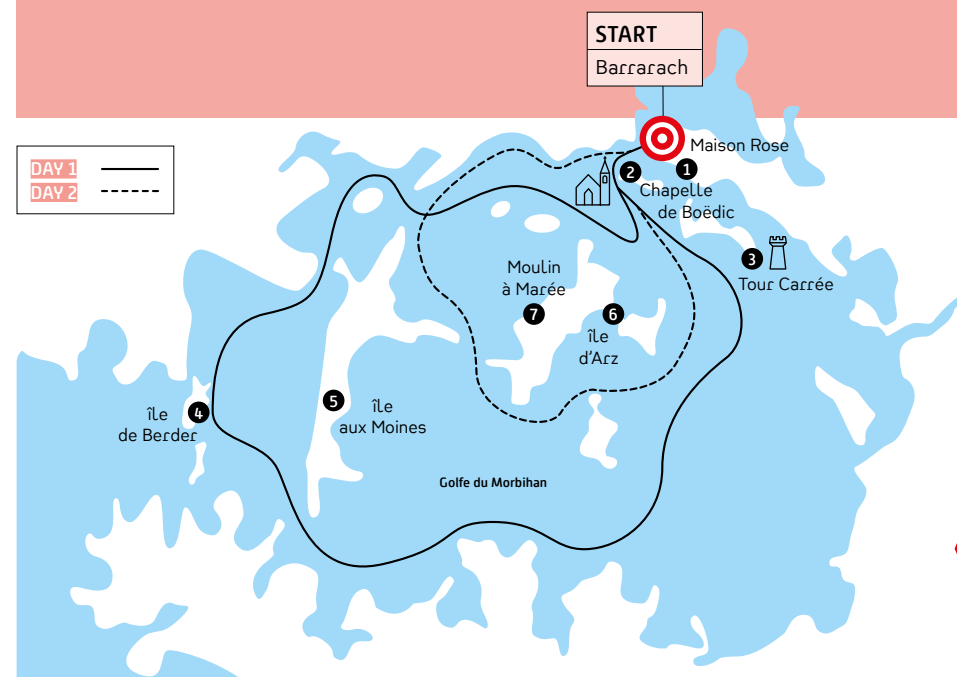 START
Barrarach
DAY 1
DAY 2
Maison Rose
1
2
Chapelle
de Boëdic
3
Tour Carrée
Moulin
à Marée
7
6
île
d'Arz
4
île
de Berder
5
île
aux Moines
Golfe du Morbihan